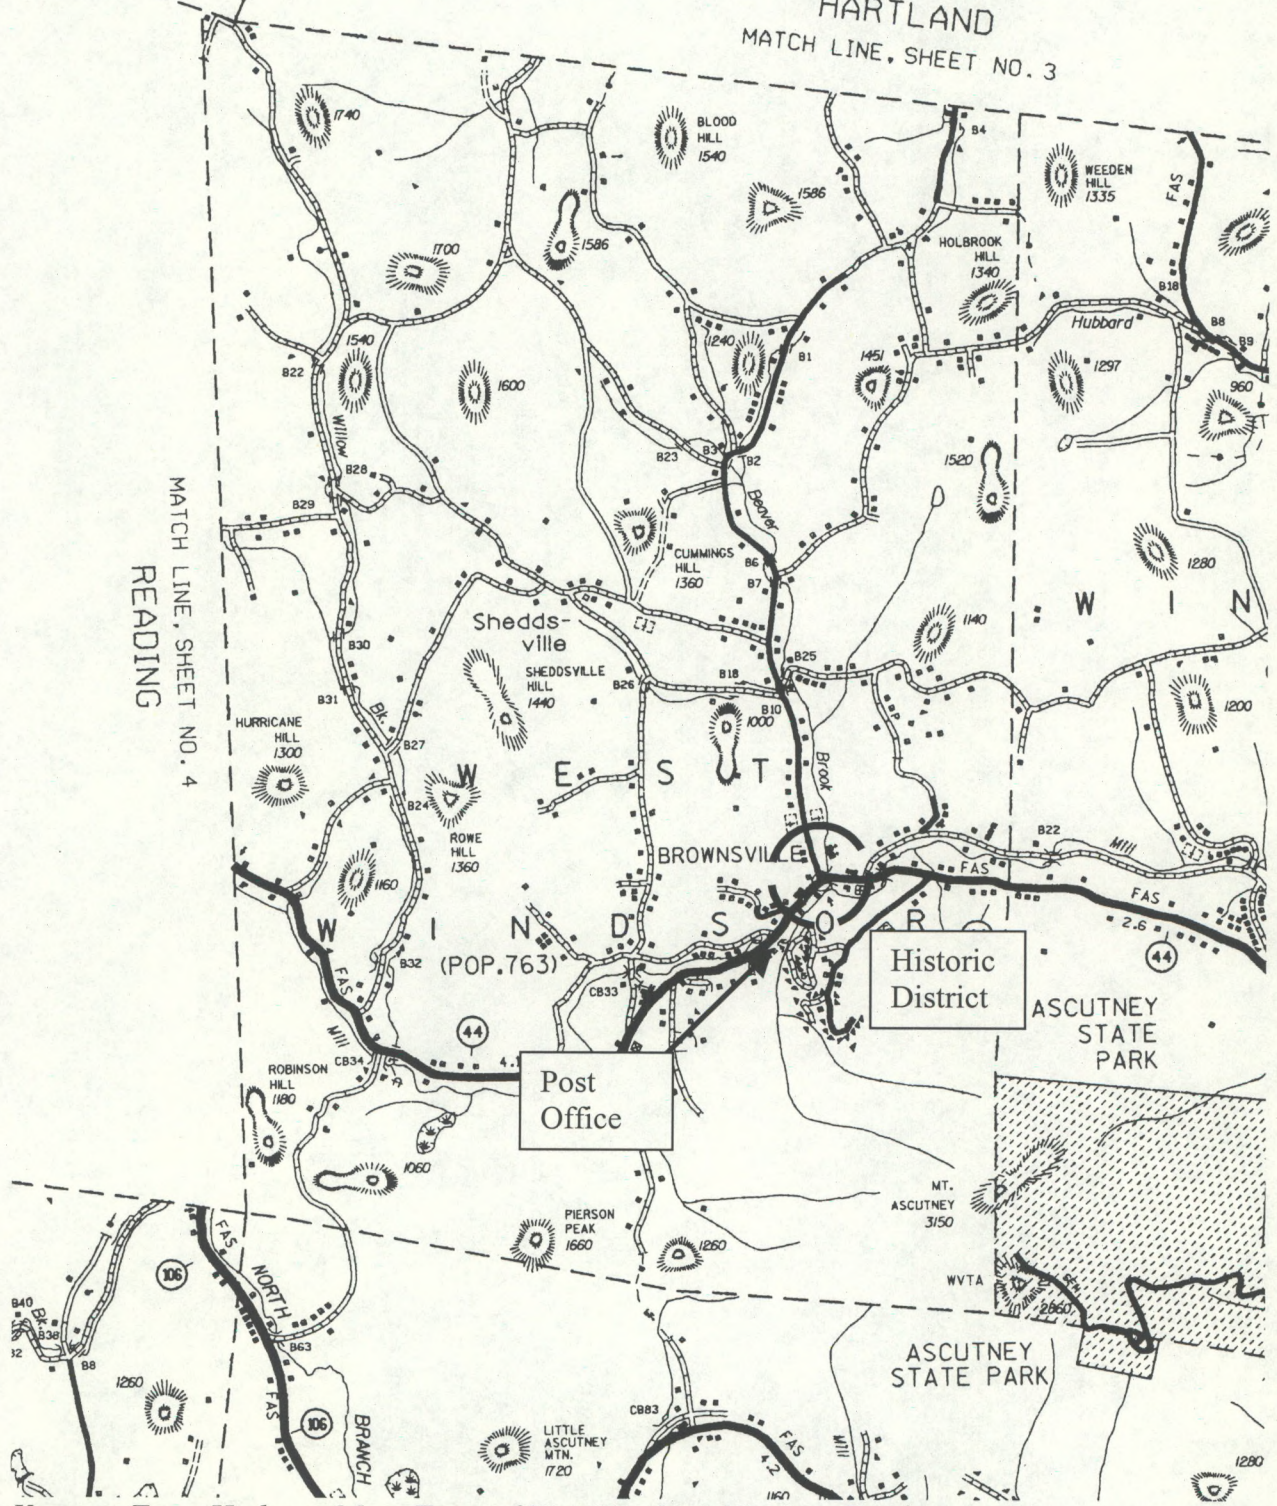 HARTLAND
MATCH LINE, SHEET NO. 3
1740
BLOOD
HILL
1540
B4
WEEDEN
HILL
1335
FAS
1586
1586
1700
HOLBROOK
HILL
1340
B18
Hubbard
B8
B9
1540
B22
1240
B1
1451
1297
960
1600
Willow
B28
B23
B3
B2
1520
B29
Beaver
MATCH LINE, SHEET NO. 4
READING
CUMMINGS
HILL
1360
B6
B7
1280
W I N
Shedds-
ville
1140
B30
SHEDDSVILLE
HILL
1440
B25
B26
B18
B10
B31
Bk.
1200
HURRICANE
HILL
1300
B27
1000
W E S T
Brook
B24
ROWE
HILL
1360
B22
Mill
BROWNSVILLE
FAS
FAS
1160
2.6
44
W I N D S O R
(POP.763)
B32
FAS
Mill
CB33
Historic
District
ASCUTNEY
STATE
PARK
44
CB34
4.1
ROBINSON
HILL
1180
Post
Office
1060
MT.
ASCUTNEY
3150
PIERSON
PEAK
1660
1260
WVTA
2860
FAS
106
NORTH
B40
Bk.
B38
B8
B63
ASCUTNEY
STATE PARK
1260
FAS
106
BRANCH
CB83
LITTLE
ASCUTNEY
MTN.
1720
FAS
4.2
Mill
1160
1280